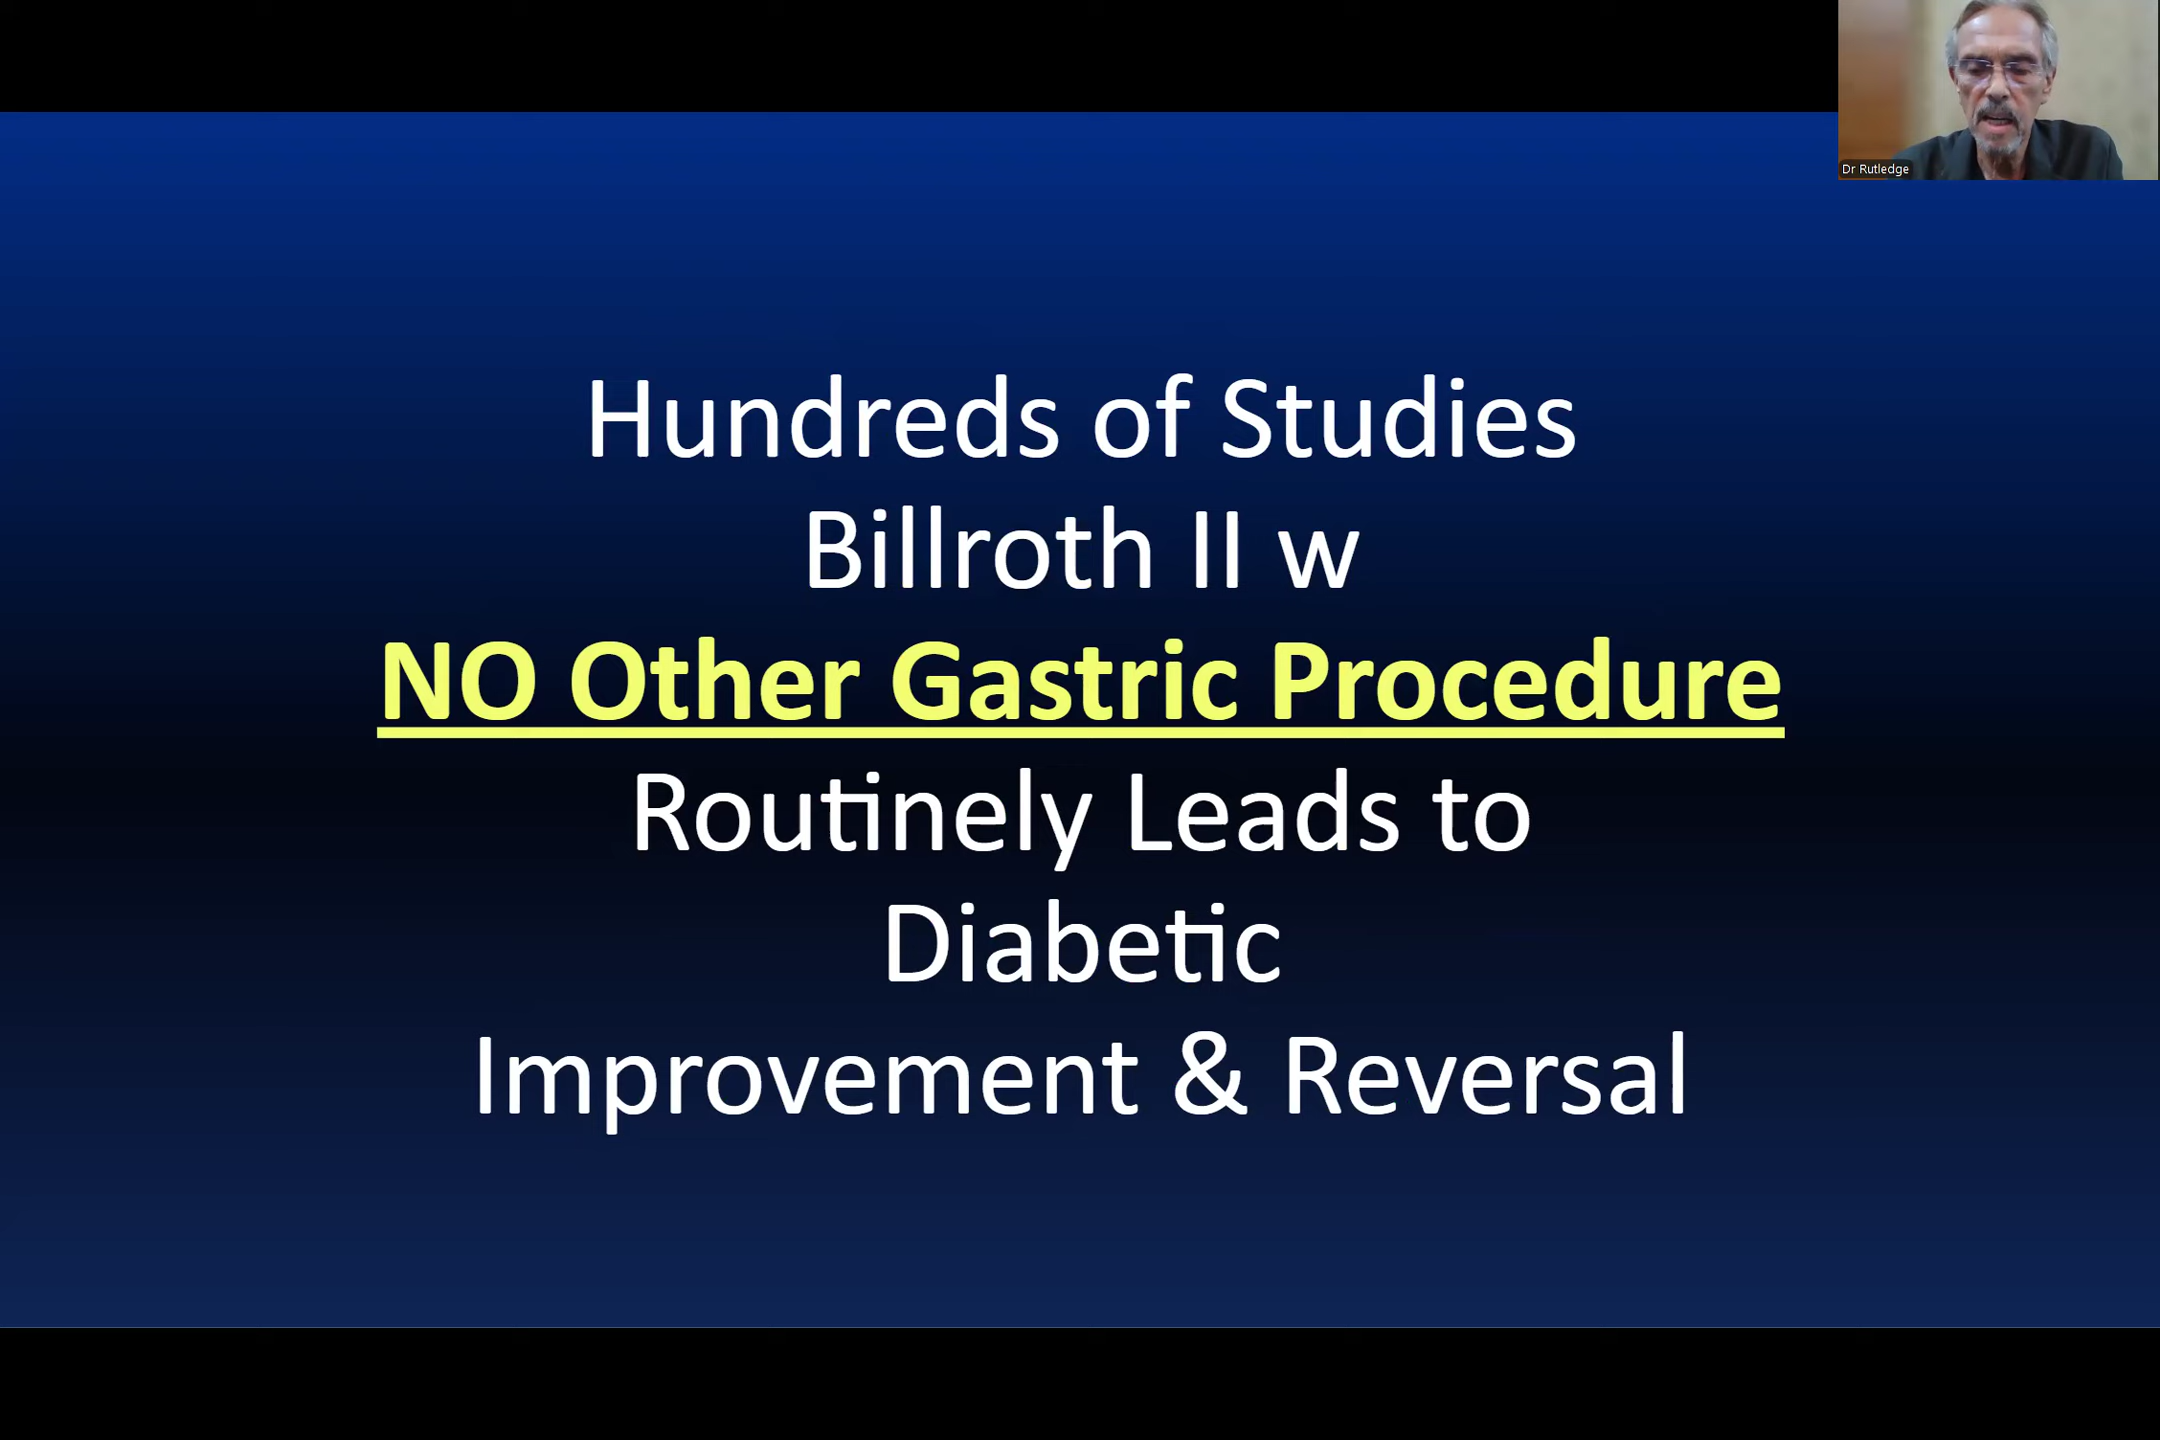 Dr Rutledge
Hundreds of Studies
Billroth II w
NO Other Gastric Procedure
Routinely Leads to
Diabetic
Improvement & Reversal